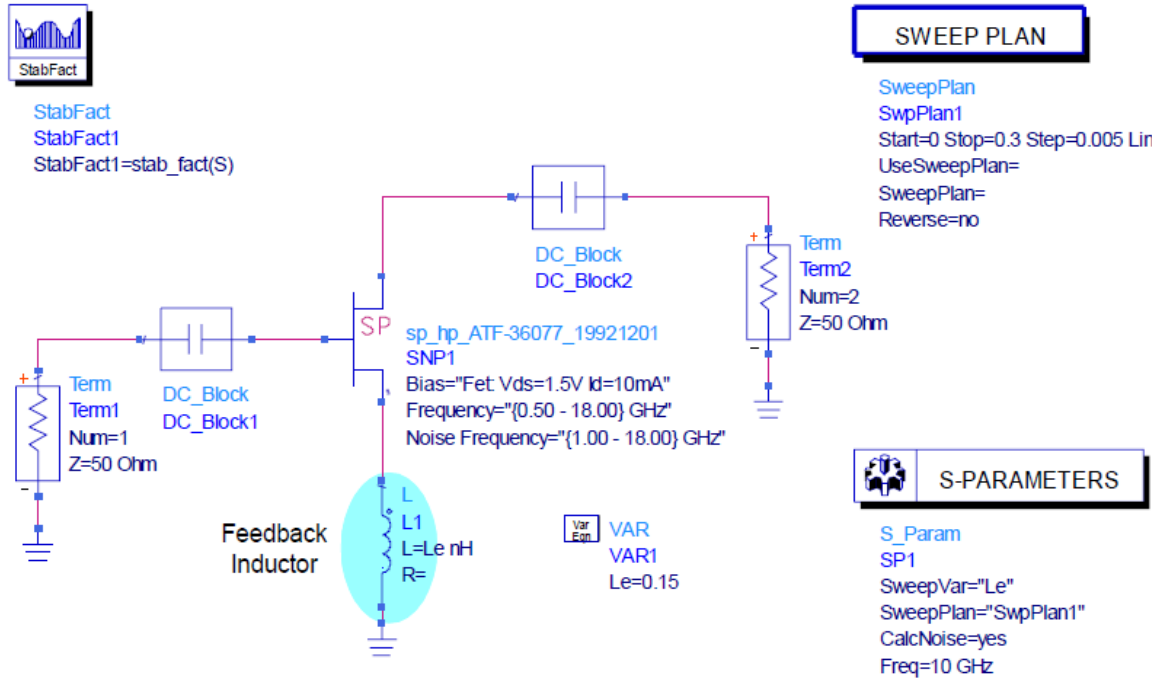 StabFact
StabFact
StabFact1
StabFact1=stab_fact(S)
SWEEP PLAN
SweepPlan
SwpPlan1
Start=0 Stop=0.3 Step=0.005 Lin
UseSweepPlan=
SweepPlan=
Reverse=no
DC_Block
DC_Block2
+
Term
Term2
Num=2
Z=50 Ohm
-
SP
sp_hp_ATF-36077_19921201
SNP1
Bias="Fet: Vds=1.5V Id=10mA"
Frequency="{0.50 - 18.00} GHz"
Noise Frequency="{1.00 - 18.00} GHz"
DC_Block
DC_Block1
+
Term
Term1
Num=1
Z=50 Ohm
-
Feedback
Inductor
L
L1
L=Le nH
R=
Var
Eqn
VAR
VAR1
Le=0.15
S-PARAMETERS
S_Param
SP1
SweepVar="Le"
SweepPlan="SwpPlan1"
CalcNoise=yes
Freq=10 GHz